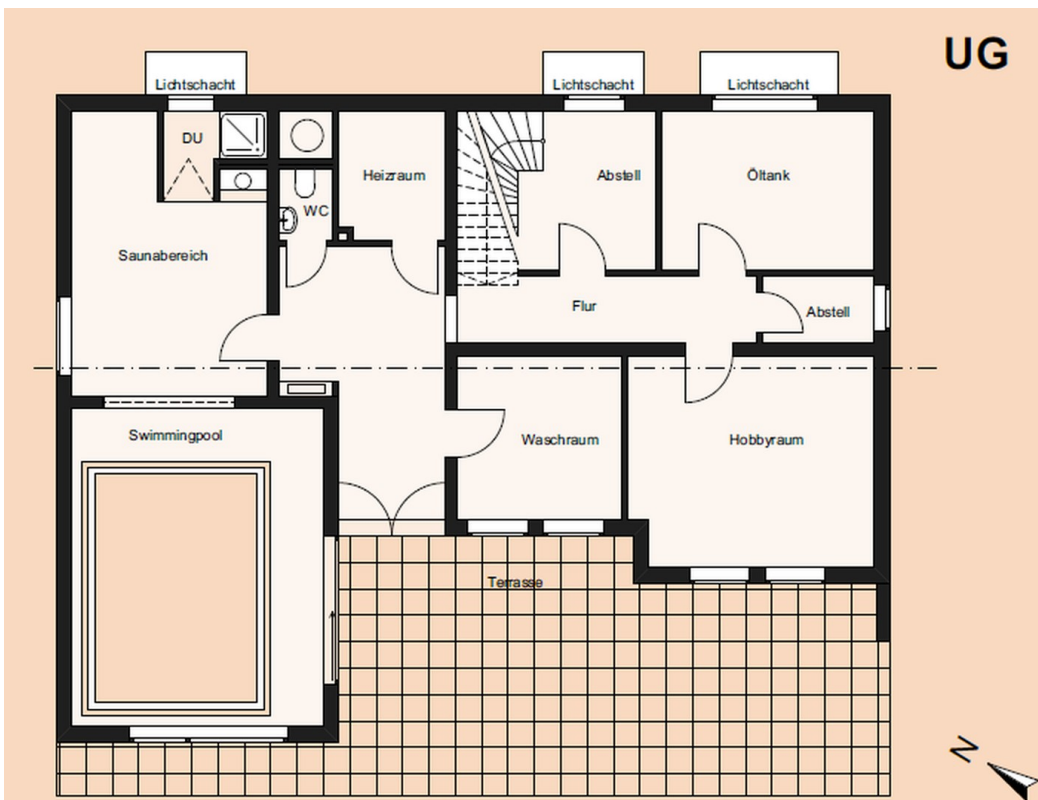 UG
Lichtschacht
Lichtschacht
Lichtschacht
DU
Heizraum
Abstell
Öltank
WC
Saunabereich
Flur
Abstell
Swimmingpool
Waschraum
Hobbyraum
Terrasse
N